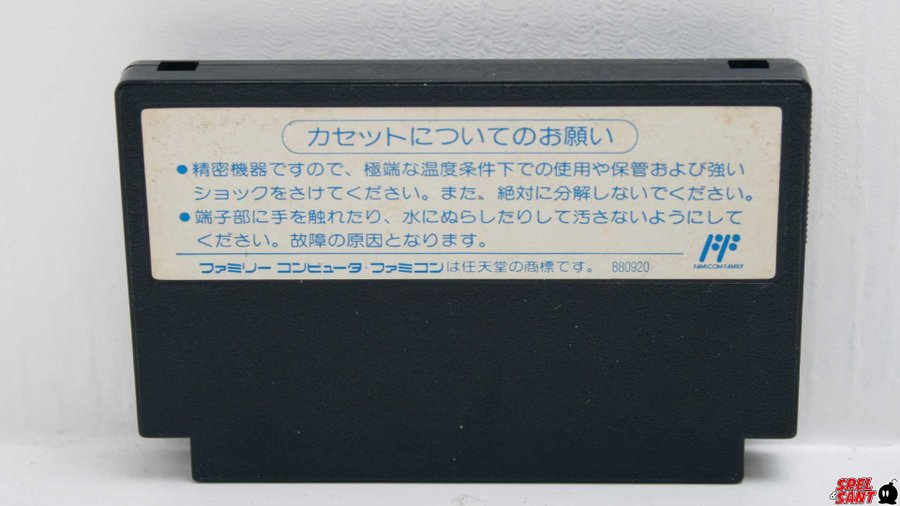 カセットについてのお願い
●精密機器ですので、極端な温度条件下での使用や保管および強い
ショックをさけてください。また、絶対に分解しないでください。
●端子部に手を触れたり、水にぬらしたりして汚さないようにして
ください。故障の原因となります。
ファミリー コンピュータ・ファミコンは任天堂の商標です。 880920
FF
FAMICOM FAMILY
SPEL
SANT